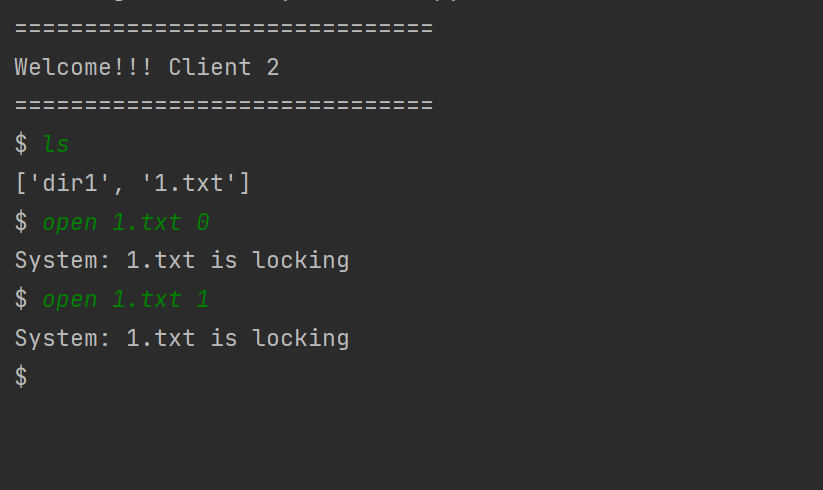 ==============================
Welcome!!! Client 2
==============================
$ ls
['dir1', '1.txt']
$ open 1.txt 0
System: 1.txt is locking
$ open 1.txt 1
System: 1.txt is locking
$